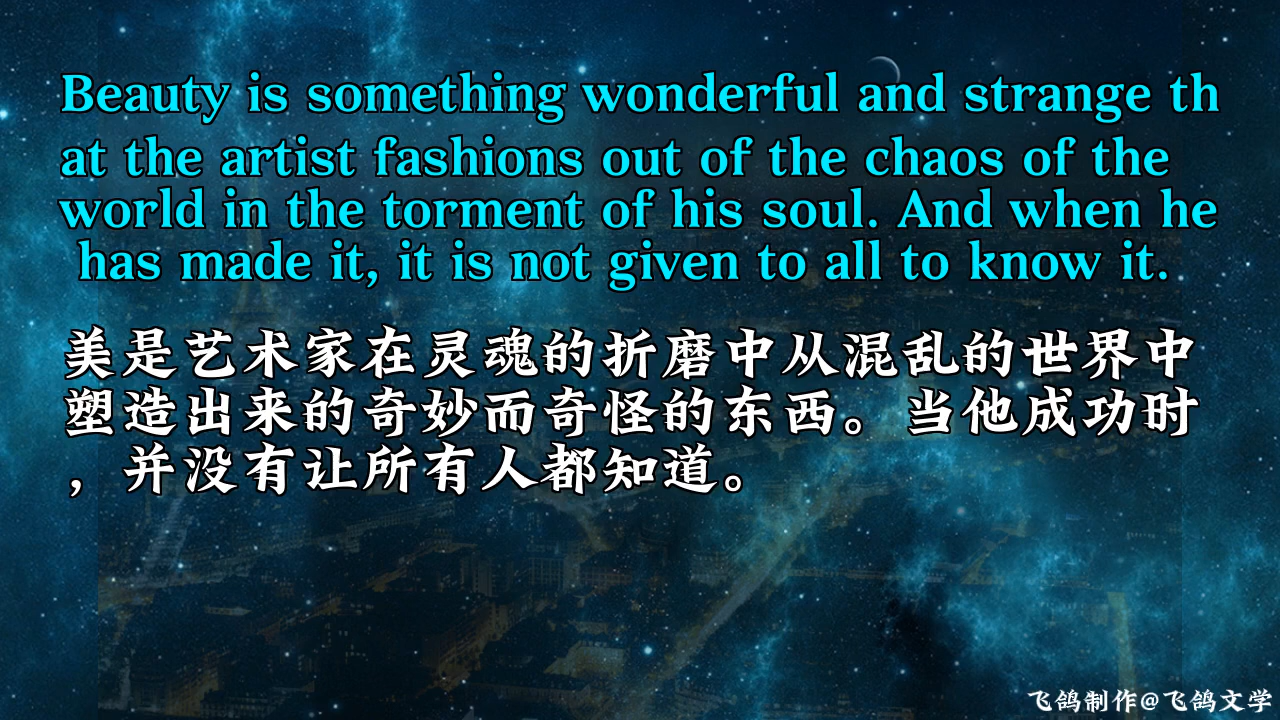 Beauty is something wonderful and strange th
at the artist fashions out of the chaos of the
world in the torment of his soul. And when he
has made it, it is not given to all to know it.
美是艺术家在灵魂的折磨中从混乱的世界中
塑造出来的奇妙而奇怪的东西。当他成功时
，并没有让所有人都知道。
飞鸽制作@飞鸽文学